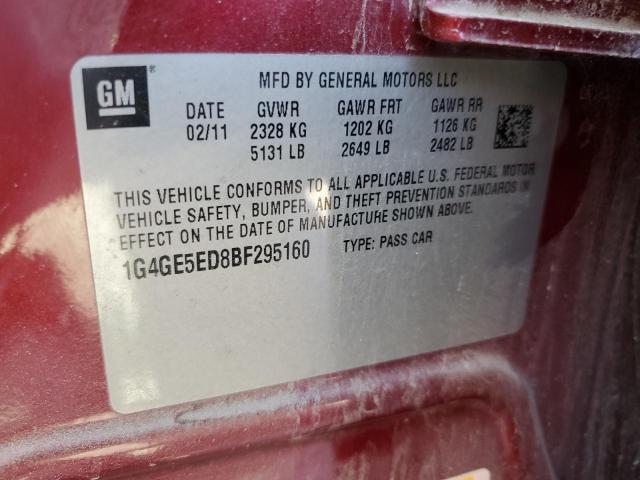 GM ® MFD BY GENERAL MOTORS LLC
DATE GVWR GAWR FRT GAWR RR
02/11 2328 KG 1202 KG 1126 KG
5131 LB 2649 LB 2482 LB
THIS VEHICLE CONFORMS TO ALL APPLICABLE U.S. FEDERAL MOTOR
VEHICLE SAFETY, BUMPER, AND THEFT PREVENTION STANDARDS IN
EFFECT ON THE DATE OF MANUFACTURE SHOWN ABOVE.
1G4GE5ED8BF295160 TYPE: PASS CAR